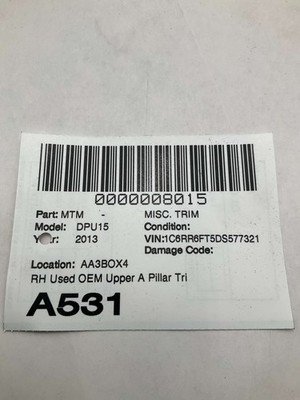 0000008015
Part: MTM - MISC. TRIM
Model: DPU15 Condition:
Year: 2013 VIN:1C6RR6FT5DS577321
Damage Code:
Location: AA3BOX4
RH Used OEM Upper A Pillar Tri
A531